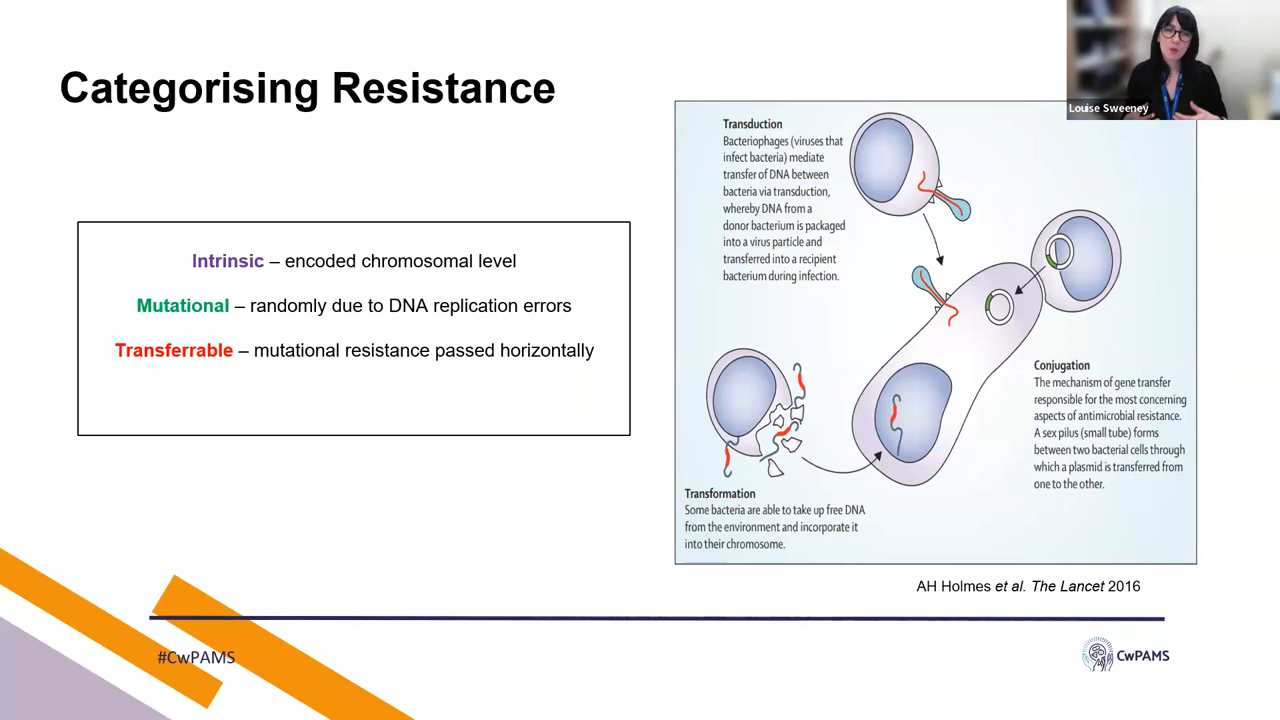 Categorising Resistance
Louise Sweeney
Intrinsic – encoded chromosomal level
Mutational – randomly due to DNA replication errors
Transferrable – mutational resistance passed horizontally
Transduction
Bacteriophages (viruses that
infect bacteria) mediate
transfer of DNA between
bacteria via transduction,
whereby DNA from a
donor bacterium is packaged
into a virus particle and
transferred into a recipient
bacterium during infection.
Conjugation
The mechanism of gene transfer
responsible for the most concerning
aspects of antimicrobial resistance.
A sex pilus (small tube) forms
between two bacterial cells through
which a plasmid is transferred from
one to the other.
Transformation
Some bacteria are able to take up free DNA
from the environment and incorporate it
into their chromosome.
AH Holmes et al. The Lancet 2016
#CwPAMS
CwPAMS